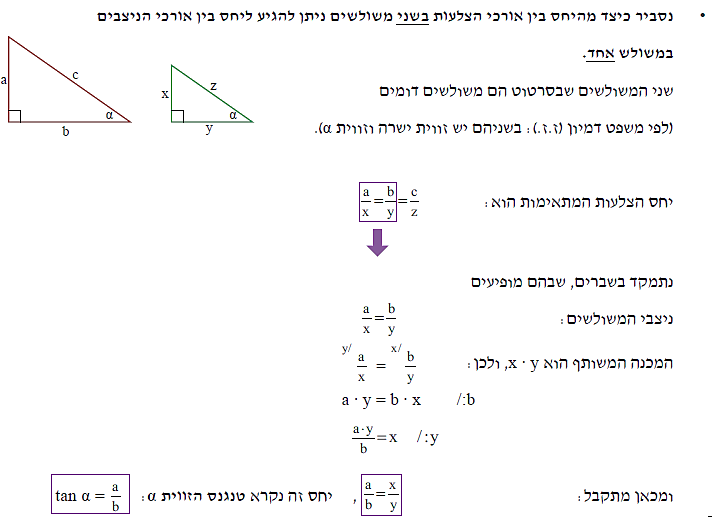 • נסביר כיצד מהיחס בין אורכי הצלעות בשני משולשים ניתן להגיע ליחס בין אורכי הניצבים
במשולש אחד.
שני המשולשים שבסרטוט הם משולשים דומים
(לפי משפט דמיון (ז.ז.): בשניהם יש זווית ישרה וזווית α).
a c α b
x z α y
יחס הצלעות המתאימות הוא: a/x = b/y = c/z
נתמקד בשברים, שבהם מופיעים
ניצבי המשולשים: a/x = b/y
המכנה המשותף הוא x · y, ולכן: y/ a/x = x/ b/y
a · y = b · x /:b
a·y/b = x /:y
ומכאן מתקבל: a/b = x/y , יחס זה נקרא טנגנס הזווית α: tan α = a/b